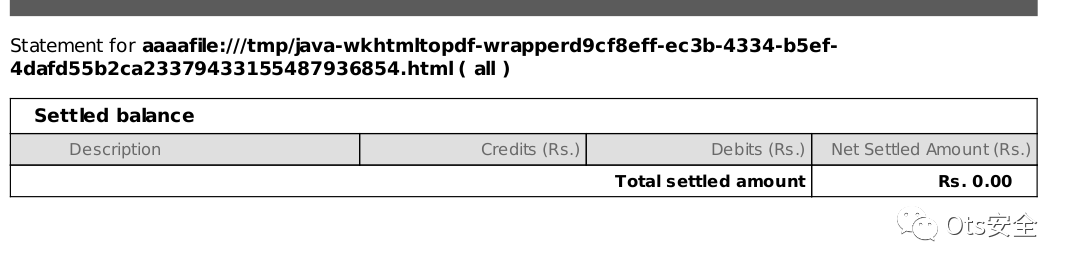 Statement for aaaafile:///tmp/java-wkhtmltopdf-wrapperd9cf8eff-ec3b-4334-b5ef-
4dafd55b2ca23379433155487936854.html ( all )
Settled balance
Description Credits (Rs.) Debits (Rs.) Net Settled Amount (Rs.)
Total settled amount Rs. 0.00
Ots安全